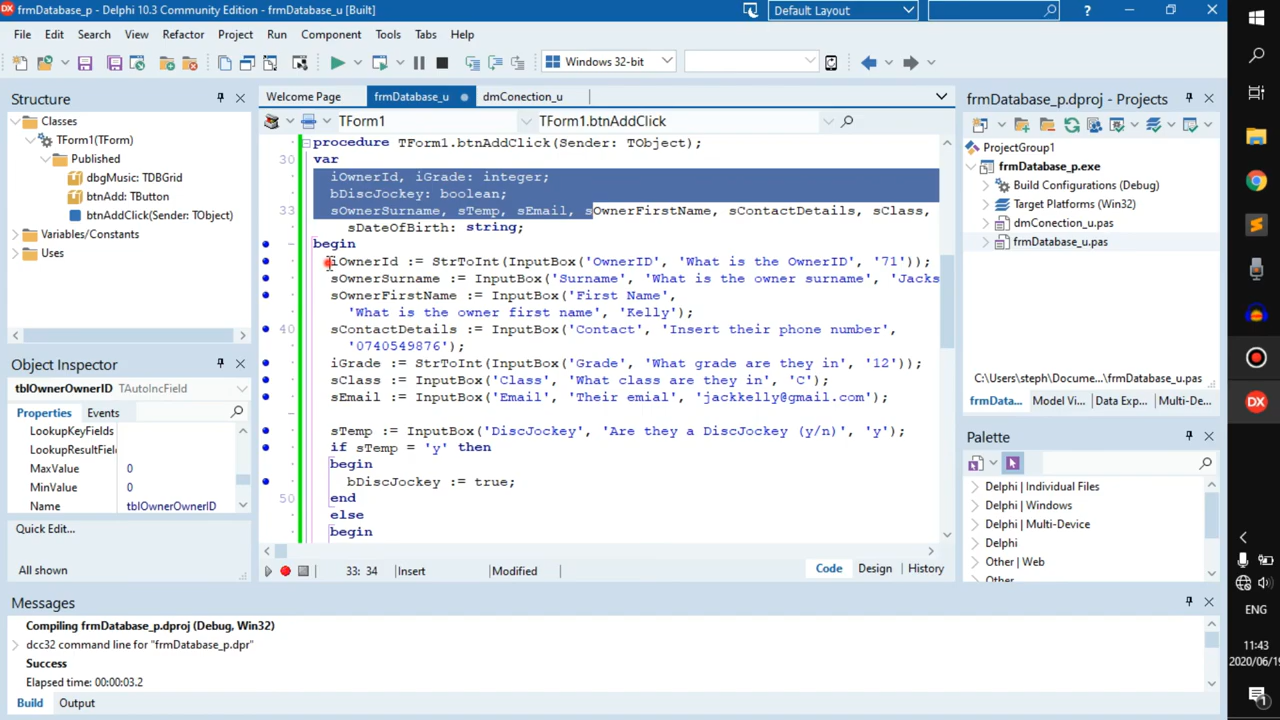 frmDatabase_p - Delphi 10.3 Community Edition - frmDatabase_u [Built]
Default Layout
File Edit Search View Refactor Project Run Component Tools Tabs Help
Windows 32-bit
Structure
Classes
TForm1(TForm)
Published
dbgMusic: TDBGrid
btnAdd: TButton
btnAddClick(Sender: TObject)
Variables/Constants
Uses
Object Inspector
tblOwnerOwnerID TAutoIncField
Properties Events
LookupKeyFields
LookupResultField
MaxValue 0
MinValue 0
Name tblOwnerOwnerID
Quick Edit...
All shown
Welcome Page frmDatabase_u dmConection_u
TForm1 TForm1.btnAddClick
procedure TForm1.btnAddClick(Sender: TObject);
30 var
iOwnerId, iGrade: integer;
bDiscJockey: boolean;
33 sOwnerSurname, sTemp, sEmail, sOwnerFirstName, sContactDetails, sClass,
sDateOfBirth: string;
begin
iOwnerId := StrToInt(InputBox('OwnerID', 'What is the OwnerID', '71'));
sOwnerSurname := InputBox('Surname', 'What is the owner surname', 'Jacks
sOwnerFirstName := InputBox('First Name',
'What is the owner first name', 'Kelly');
40 sContactDetails := InputBox('Contact', 'Insert their phone number',
'0740549876');
iGrade := StrToInt(InputBox('Grade', 'What grade are they in', '12'));
sClass := InputBox('Class', 'What class are they in', 'C');
sEmail := InputBox('Email', 'Their emial', 'jackkelly@gmail.com');
sTemp := InputBox('DiscJockey', 'Are they a DiscJockey (y/n)', 'y');
if sTemp = 'y' then
begin
bDiscJockey := true;
50 end
else
begin
33: 34 Insert Modified
Code Design History
frmDatabase_p.dproj - Projects
ProjectGroup1
frmDatabase_p.exe
Build Configurations (Debug)
Target Platforms (Win32)
dmConection_u.pas
frmDatabase_u.pas
C:\Users\steph\Docume...\frmDatabase_u.pas
frmData... Model Vi... Data Exp... Multi-De...
Palette
Delphi | Individual Files
Delphi | Windows
Delphi | Multi-Device
Delphi
Other | Web
Other
Messages
Compiling frmDatabase_p.dproj (Debug, Win32)
dcc32 command line for "frmDatabase_p.dpr"
Success
Elapsed time: 00:00:03.2
Build Output
DX
ENG
11:43
2020/06/19
1